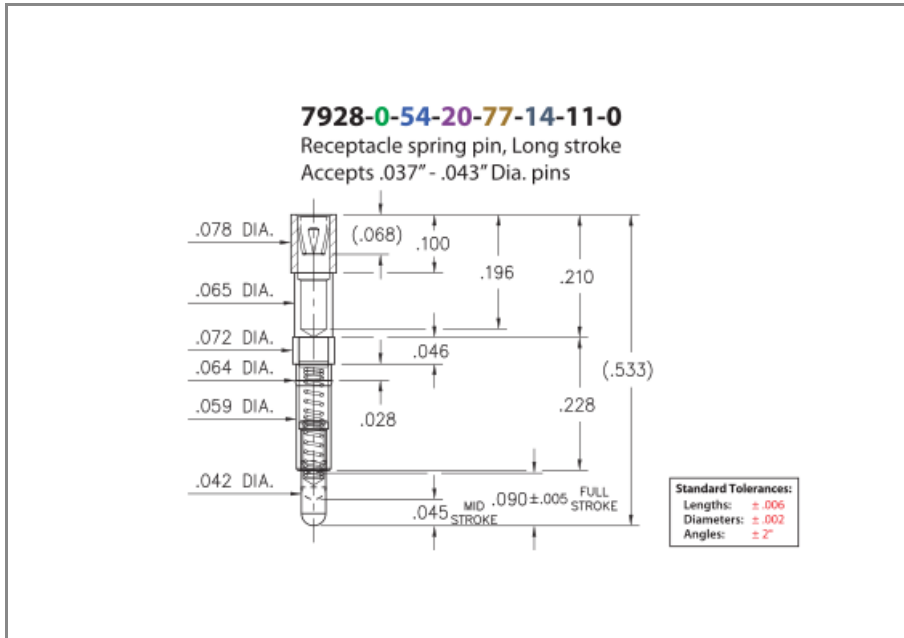 7928-0-54-20-77-14-11-0
Receptacle spring pin, Long stroke
Accepts .037” - .043” Dia. pins
.078 DIA.
(.068)
.100
.196
.210
.065 DIA.
.072 DIA.
.046
.064 DIA.
(.533)
.059 DIA.
.028
.228
.042 DIA.
.045 MID STROKE
.090±.005 FULL STROKE
Standard Tolerances:
Lengths: ± .006
Diameters: ± .002
Angles: ± 2°